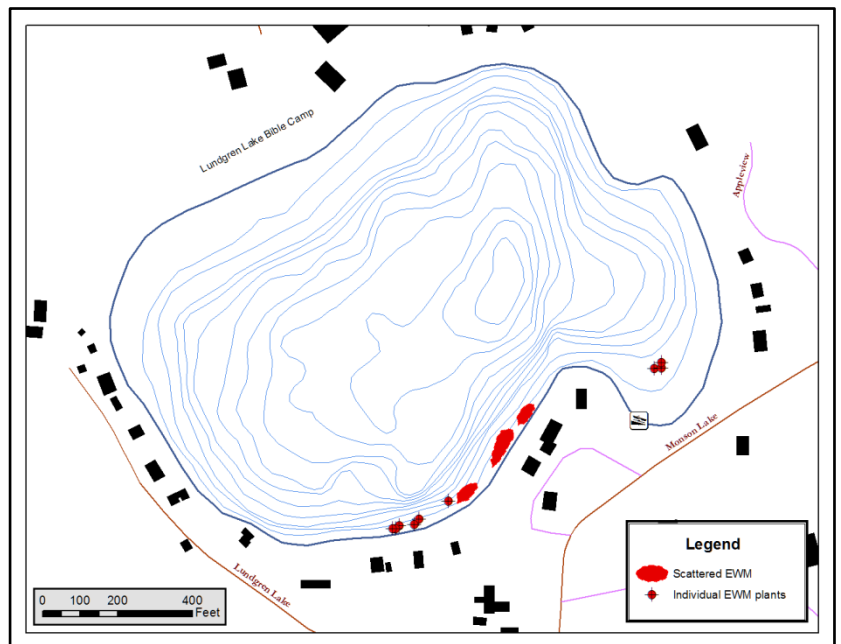 Lundgren Lake Bible Camp
Appleview
Monson Lake
Lundgren Lake
0 100 200 400
Feet
Legend
Scattered EWM
Individual EWM plants